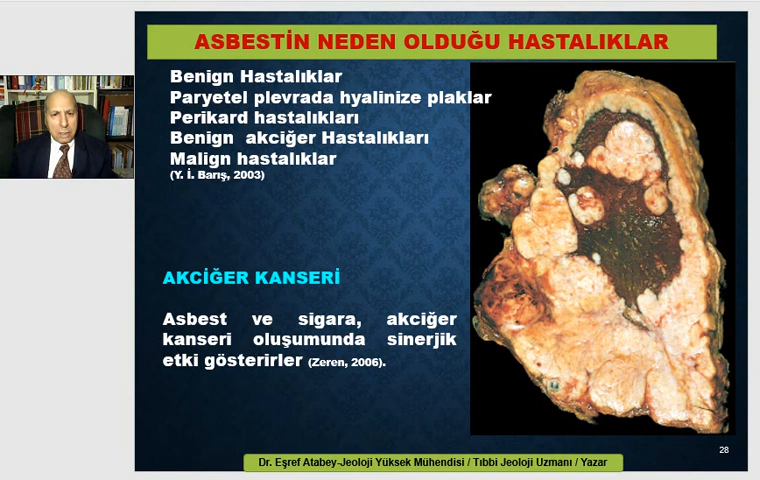 ASBESTİN NEDEN OLDUĞU HASTALIKLAR
Benign Hastalıklar
Paryetel plevrada hyalinize plaklar
Perikard hastalıkları
Benign akciğer Hastalıkları
Malign hastalıklar
(Y. İ. Barış, 2003)
AKCİĞER KANSERİ
Asbest ve sigara, akciğer
kanseri oluşumunda sinerjik
etki gösterirler (Zeren, 2006).
28
Dr. Eşref Atabey-Jeoloji Yüksek Mühendisi / Tıbbi Jeoloji Uzmanı / Yazar